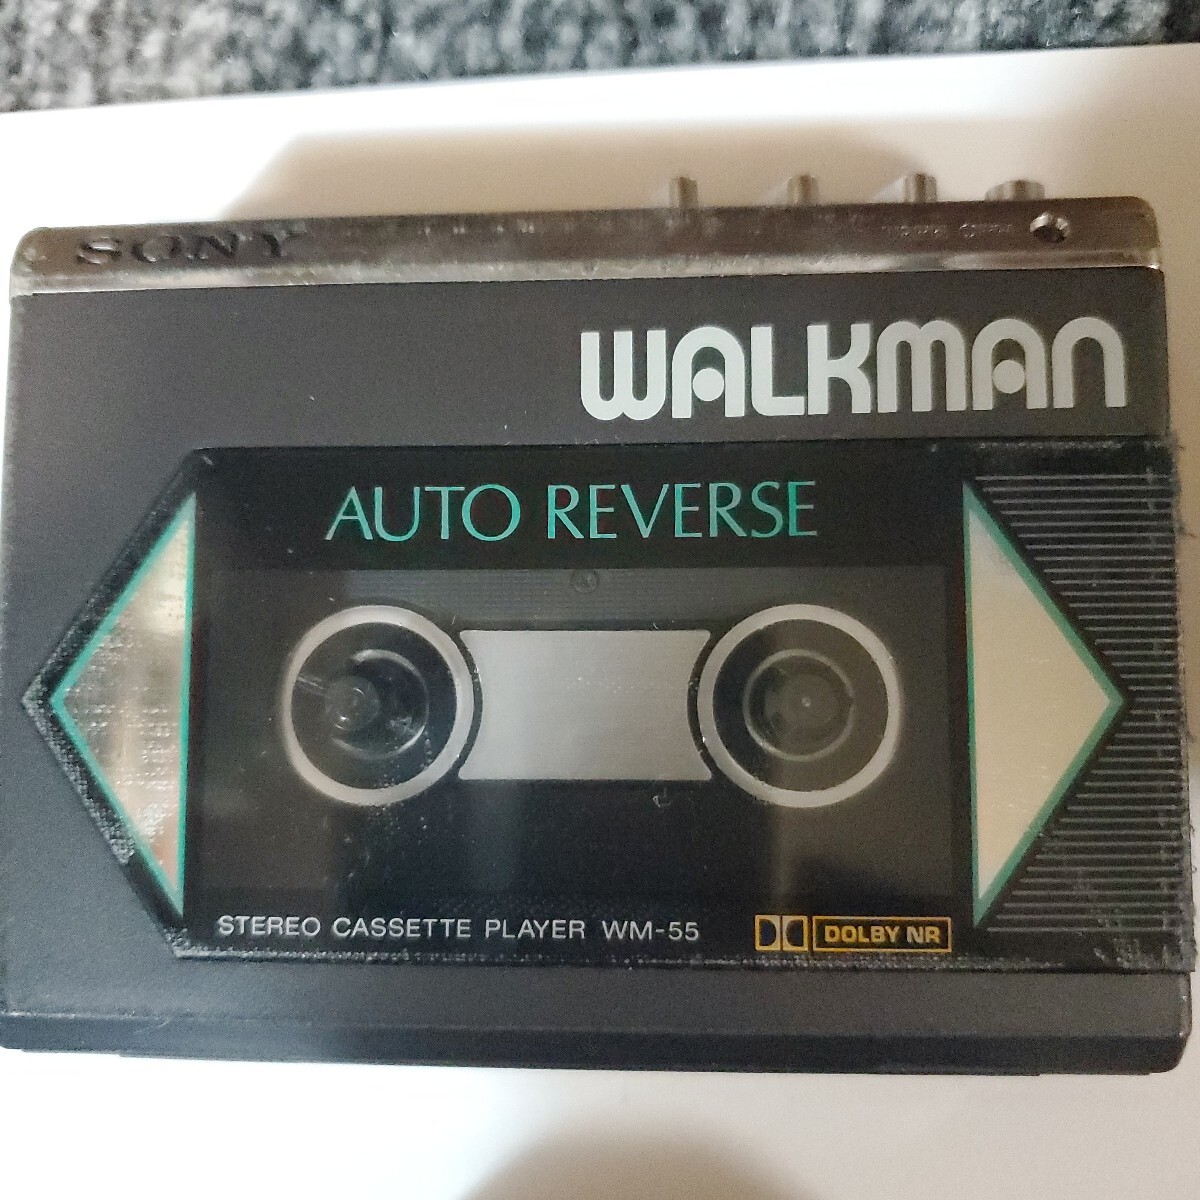 SONY
WALKMAN
AUTO REVERSE
STEREO CASSETTE PLAYER WM-55
DOLBY NR